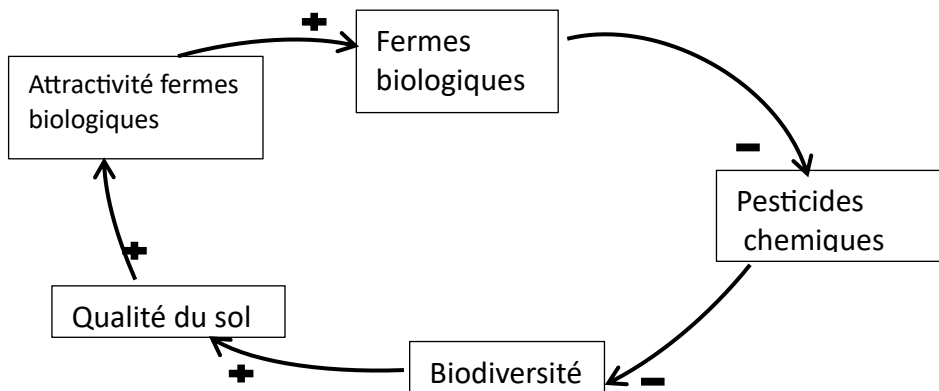 +
Fermes
biologiques
Attractivité fermes
biologiques
−
Pesticides
chemiques
+
Qualité du sol
Biodiversité
+
−